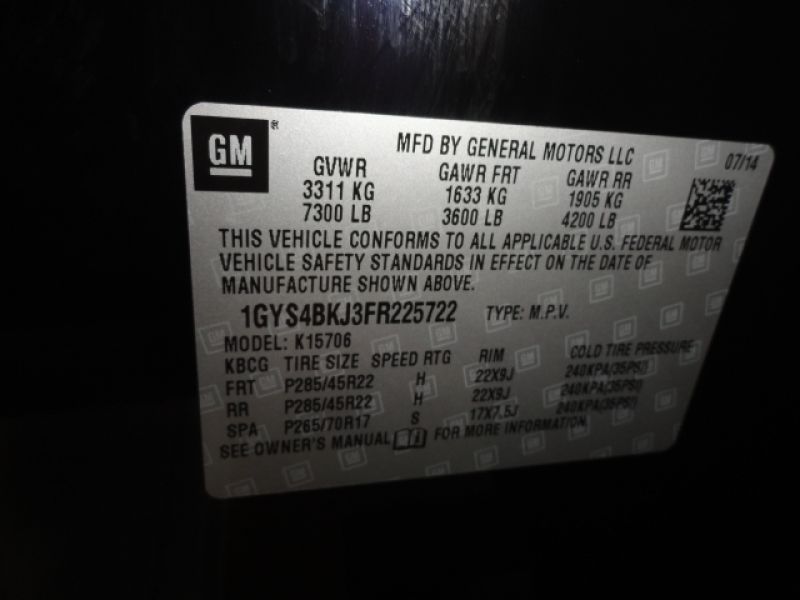 GM ®
MFD BY GENERAL MOTORS LLC 07/14
GVWR GAWR FRT GAWR RR
3311 KG 1633 KG 1905 KG
7300 LB 3600 LB 4200 LB
THIS VEHICLE CONFORMS TO ALL APPLICABLE U.S. FEDERAL MOTOR
VEHICLE SAFETY STANDARDS IN EFFECT ON THE DATE OF
MANUFACTURE SHOWN ABOVE.
1GYS4BKJ3FR225722 TYPE: M.P.V.
MODEL: K15706
KBCG TIRE SIZE SPEED RTG RIM COLD TIRE PRESSURE
FRT P285/45R22 H 22X9J 240KPA(35PSI)
RR P285/45R22 H 22X9J 240KPA(35PSI)
SPA P265/70R17 S 17X7.5J 240KPA(35PSI)
SEE OWNER'S MANUAL FOR MORE INFORMATION